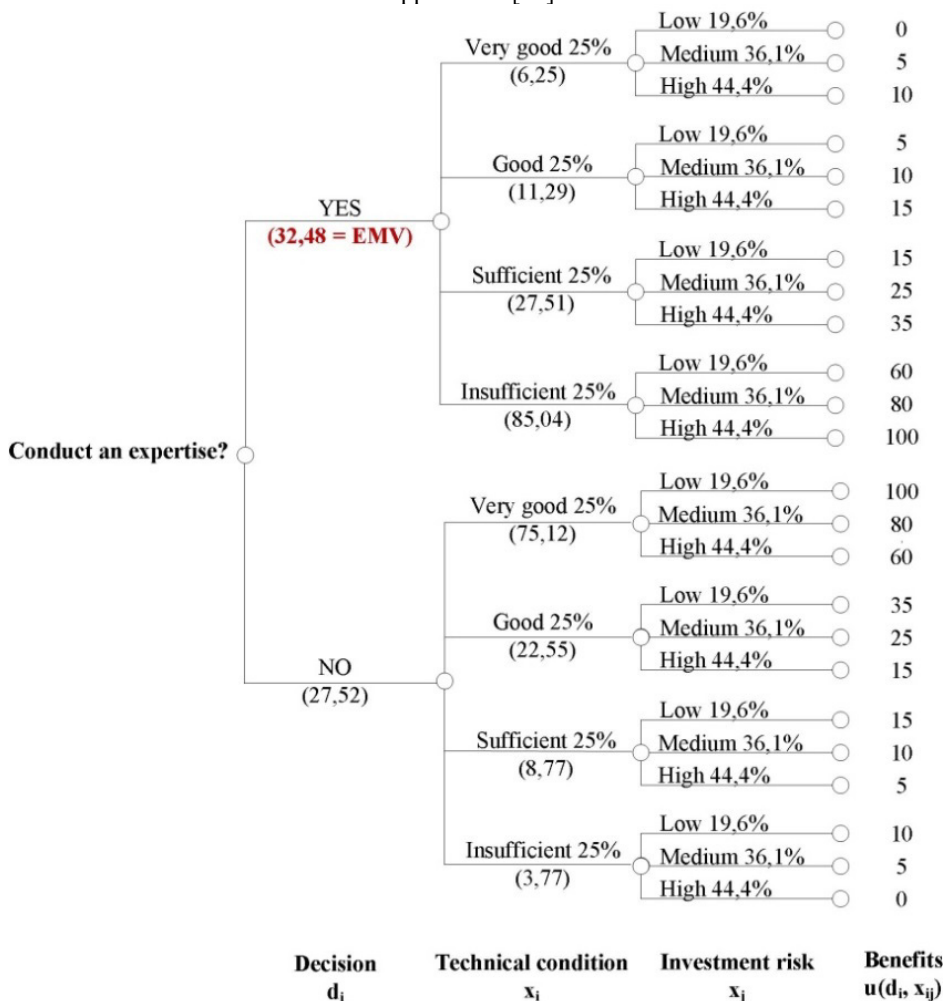 Low 19,6%
0
Very good 25%
Medium 36,1%
5
(6,25)
High 44,4%
10
Low 19,6%
5
Good 25%
Medium 36,1%
10
(11,29)
High 44,4%
15
YES
(32,48 = EMV)
Low 19,6%
15
Sufficient 25%
Medium 36,1%
25
(27,51)
High 44,4%
35
Low 19,6%
60
Insufficient 25%
Medium 36,1%
80
(85,04)
High 44,4%
100
Conduct an expertise?
Low 19,6%
100
Very good 25%
Medium 36,1%
80
(75,12)
High 44,4%
60
Low 19,6%
35
Good 25%
Medium 36,1%
25
(22,55)
High 44,4%
15
NO
(27,52)
Low 19,6%
15
Sufficient 25%
Medium 36,1%
10
(8,77)
High 44,4%
5
Low 19,6%
10
Insufficient 25%
Medium 36,1%
5
(3,77)
High 44,4%
0
Decision
d_i
Technical condition
x_i
Investment risk
x_j
Benefits
u(d_i, x_ij)